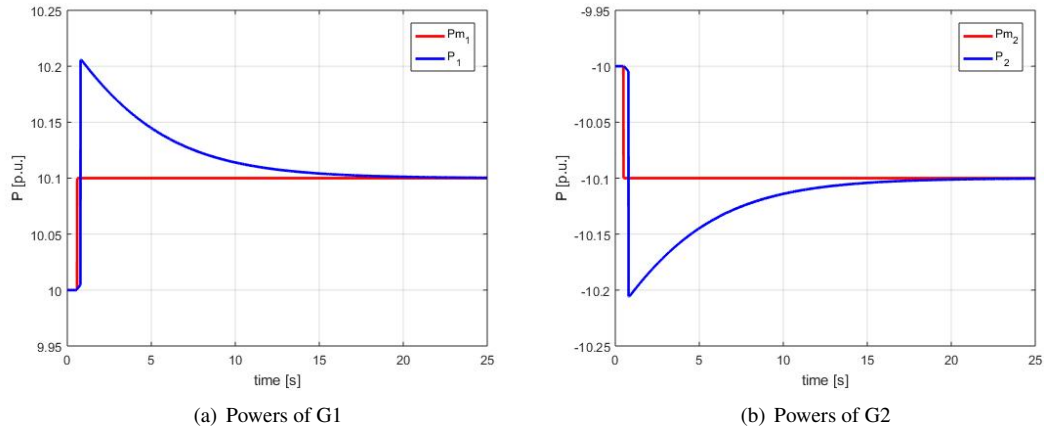 10.25
10.2
10.15
10.1
10.05
10
9.95
P [p.u.]
0 5 10 15 20 25
time [s]
Pm1
P1
(a) Powers of G1
-9.95
-10
-10.05
-10.1
-10.15
-10.2
-10.25
P [p.u.]
0 5 10 15 20 25
time [s]
Pm2
P2
(b) Powers of G2